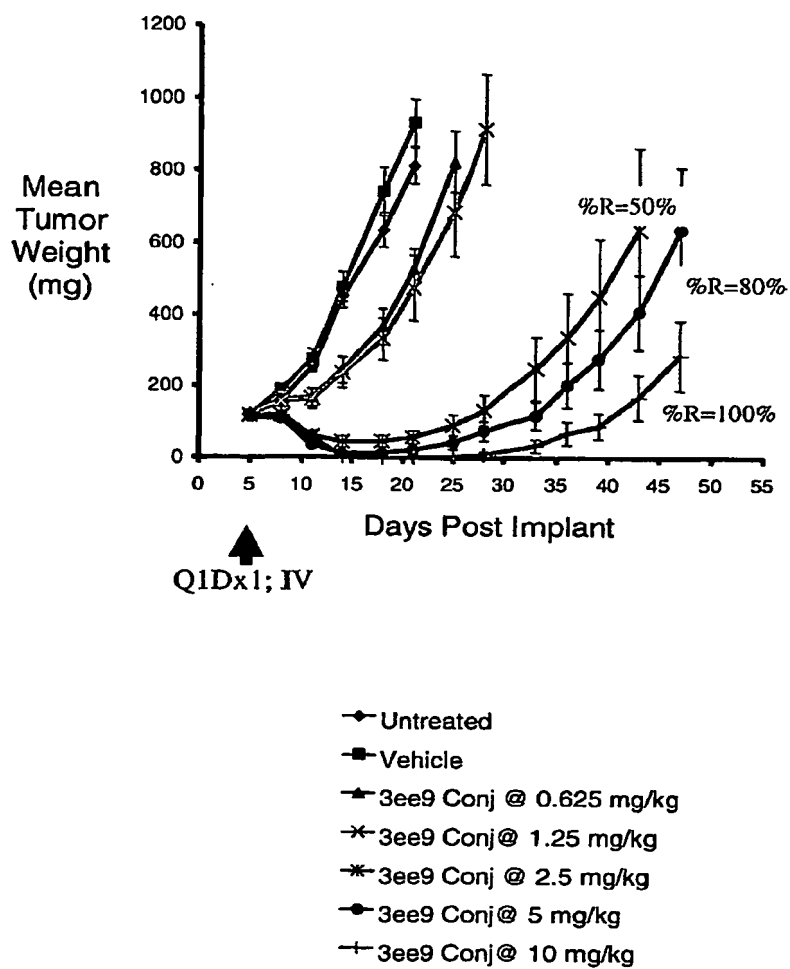 1200
1000
800
600
400
200
0
Mean
Tumor
Weight
(mg)
%R=50%
%R=80%
%R=100%
0 5 10 15 20 25 30 35 40 45 50 55
Days Post Implant
Q1Dx1; IV
Untreated
Vehicle
3ee9 Conj @ 0.625 mg/kg
3ee9 Conj @ 1.25 mg/kg
3ee9 Conj @ 2.5 mg/kg
3ee9 Conj @ 5 mg/kg
3ee9 Conj @ 10 mg/kg